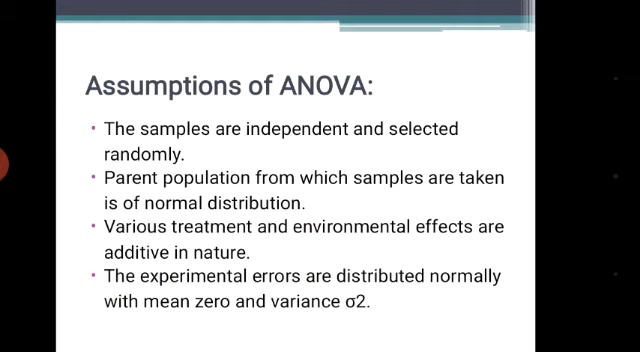 Assumptions of ANOVA:
• The samples are independent and selected
randomly.
• Parent population from which samples are taken
is of normal distribution.
• Various treatment and environmental effects are
additive in nature.
• The experimental errors are distributed normally
with mean zero and variance σ2.